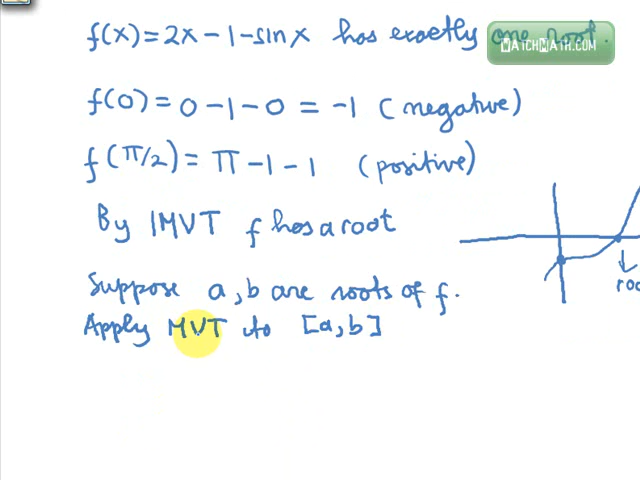 f(x) = 2x - 1 - sin x has exactly one root.
WATCHMATH.COM
f(0) = 0 - 1 - 0 = -1 (negative)
f(π/2) = π - 1 - 1 (positive)
By IMVT f has a root
Suppose a, b are roots of f.
roo
Apply MVT to [a, b]